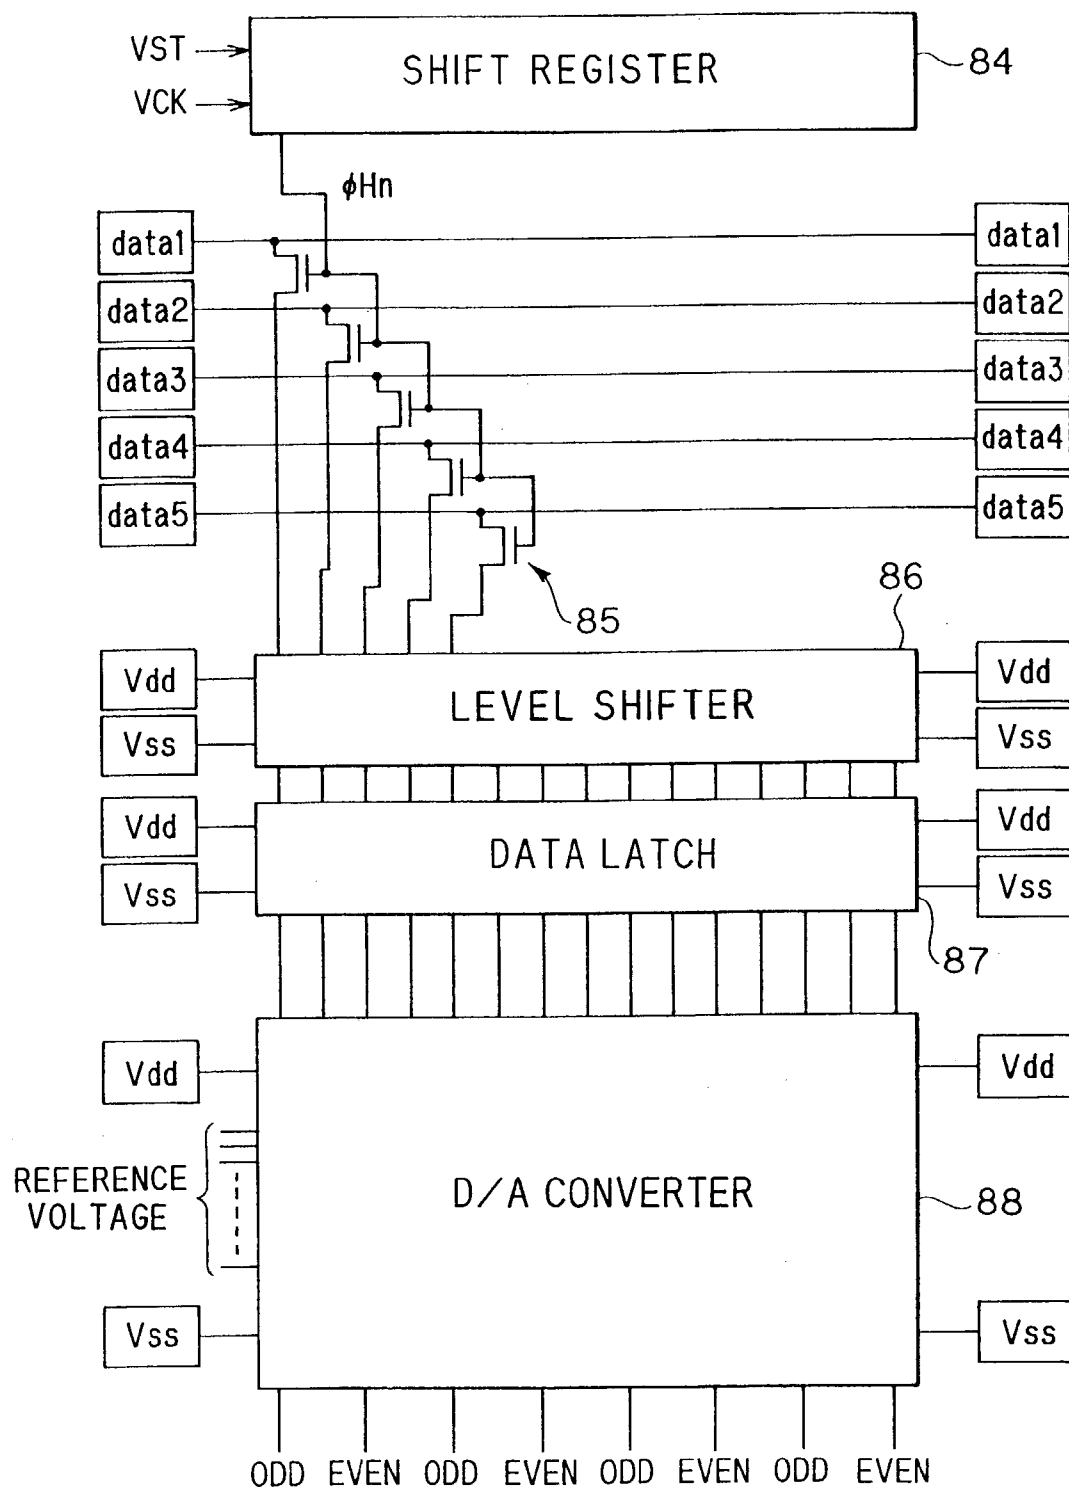 VST
SHIFT REGISTER
84
VCK
φHn
data1
data1
data2
data2
data3
data3
data4
data4
data5
data5
85
86
Vdd
LEVEL SHIFTER
Vdd
Vss
Vss
Vdd
DATA LATCH
Vdd
Vss
Vss
87
Vdd
Vdd
REFERENCE
VOLTAGE
D/A CONVERTER
88
Vss
Vss
ODD EVEN ODD EVEN ODD EVEN ODD EVEN